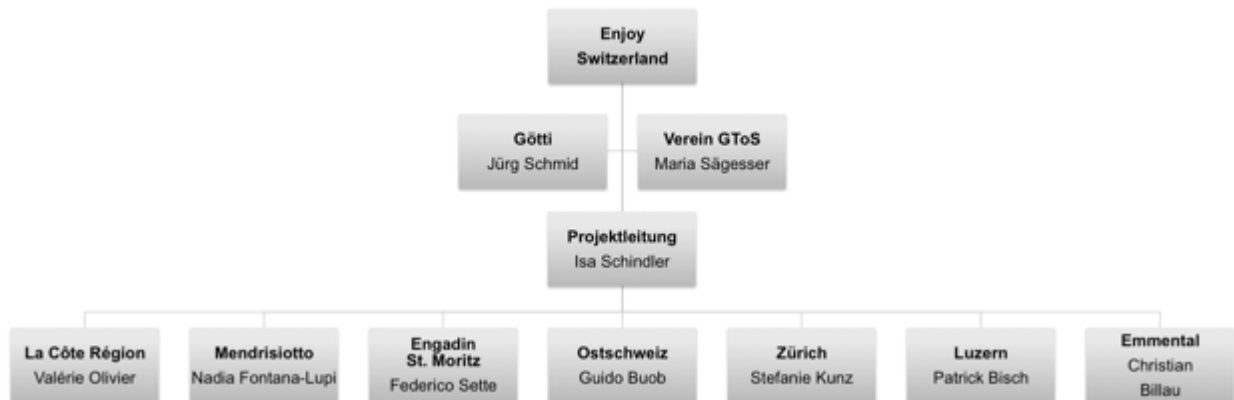 Enjoy
Switzerland
Götti
Jürg Schmid
Verein GToS
Maria Sägesser
Projektleitung
Isa Schindler
La Côte Région
Valérie Olivier
Mendrisiotto
Nadia Fontana-Lupi
Engadin
St. Moritz
Federico Sette
Ostschweiz
Guido Buob
Zürich
Stefanie Kunz
Luzern
Patrick Bisch
Emmental
Christian
Billau